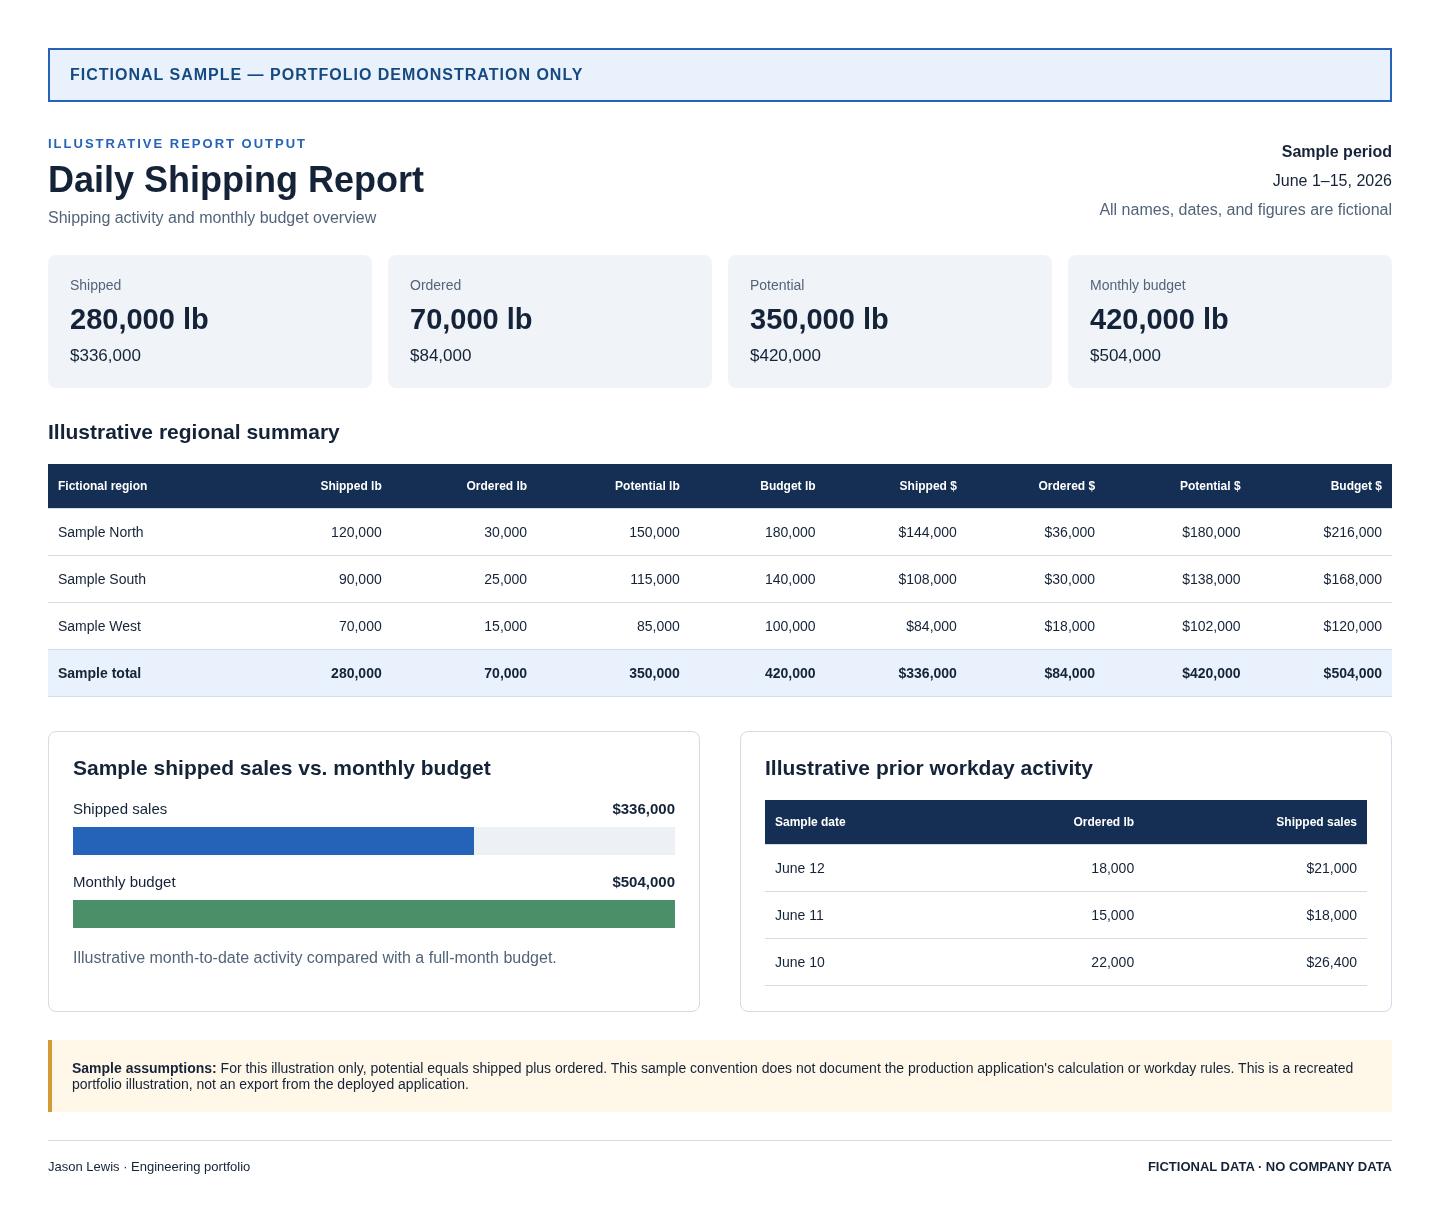 FICTIONAL SAMPLE — PORTFOLIO DEMONSTRATION ONLY
ILLUSTRATIVE REPORT OUTPUT
Daily Shipping Report
Shipping activity and monthly budget overview
Sample period
June 1–15, 2026
All names, dates, and figures are fictional
Shipped
280,000 lb
$336,000
Ordered
70,000 lb
$84,000
Potential
350,000 lb
$420,000
Monthly budget
420,000 lb
$504,000
Illustrative regional summary
Fictional region Shipped lb Ordered lb Potential lb Budget lb Shipped $ Ordered $ Potential $ Budget $
Sample North 120,000 30,000 150,000 180,000 $144,000 $36,000 $180,000 $216,000
Sample South 90,000 25,000 115,000 140,000 $108,000 $30,000 $138,000 $168,000
Sample West 70,000 15,000 85,000 100,000 $84,000 $18,000 $102,000 $120,000
Sample total 280,000 70,000 350,000 420,000 $336,000 $84,000 $420,000 $504,000
Sample shipped sales vs. monthly budget
Shipped sales $336,000
Monthly budget $504,000
Illustrative month-to-date activity compared with a full-month budget.
Illustrative prior workday activity
Sample date Ordered lb Shipped sales
June 12 18,000 $21,000
June 11 15,000 $18,000
June 10 22,000 $26,400
Sample assumptions: For this illustration only, potential equals shipped plus ordered. This sample convention does not document the production application's calculation or workday rules. This is a recreated
portfolio illustration, not an export from the deployed application.
Jason Lewis · Engineering portfolio
FICTIONAL DATA · NO COMPANY DATA